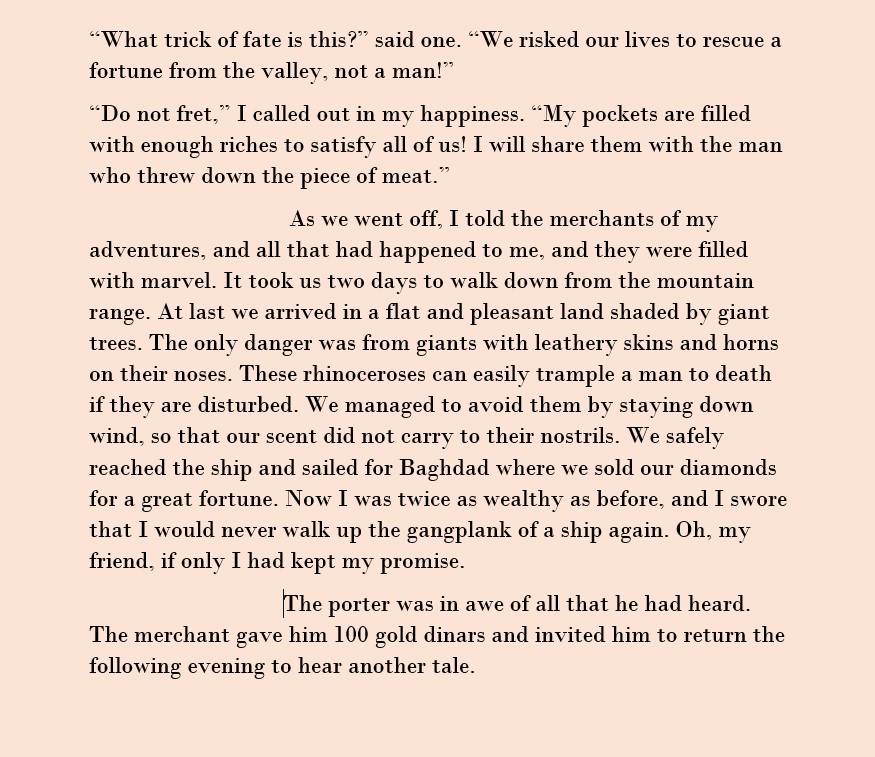 “What trick of fate is this?” said one. “We risked our lives to rescue a
fortune from the valley, not a man!”
“Do not fret,” I called out in my happiness. “My pockets are filled
with enough riches to satisfy all of us! I will share them with the man
who threw down the piece of meat.”
As we went off, I told the merchants of my
adventures, and all that had happened to me, and they were filled
with marvel. It took us two days to walk down from the mountain
range. At last we arrived in a flat and pleasant land shaded by giant
trees. The only danger was from giants with leathery skins and horns
on their noses. These rhinoceroses can easily trample a man to death
if they are disturbed. We managed to avoid them by staying down
wind, so that our scent did not carry to their nostrils. We safely
reached the ship and sailed for Baghdad where we sold our diamonds
for a great fortune. Now I was twice as wealthy as before, and I swore
that I would never walk up the gangplank of a ship again. Oh, my
friend, if only I had kept my promise.
The porter was in awe of all that he had heard.
The merchant gave him 100 gold dinars and invited him to return the
following evening to hear another tale.